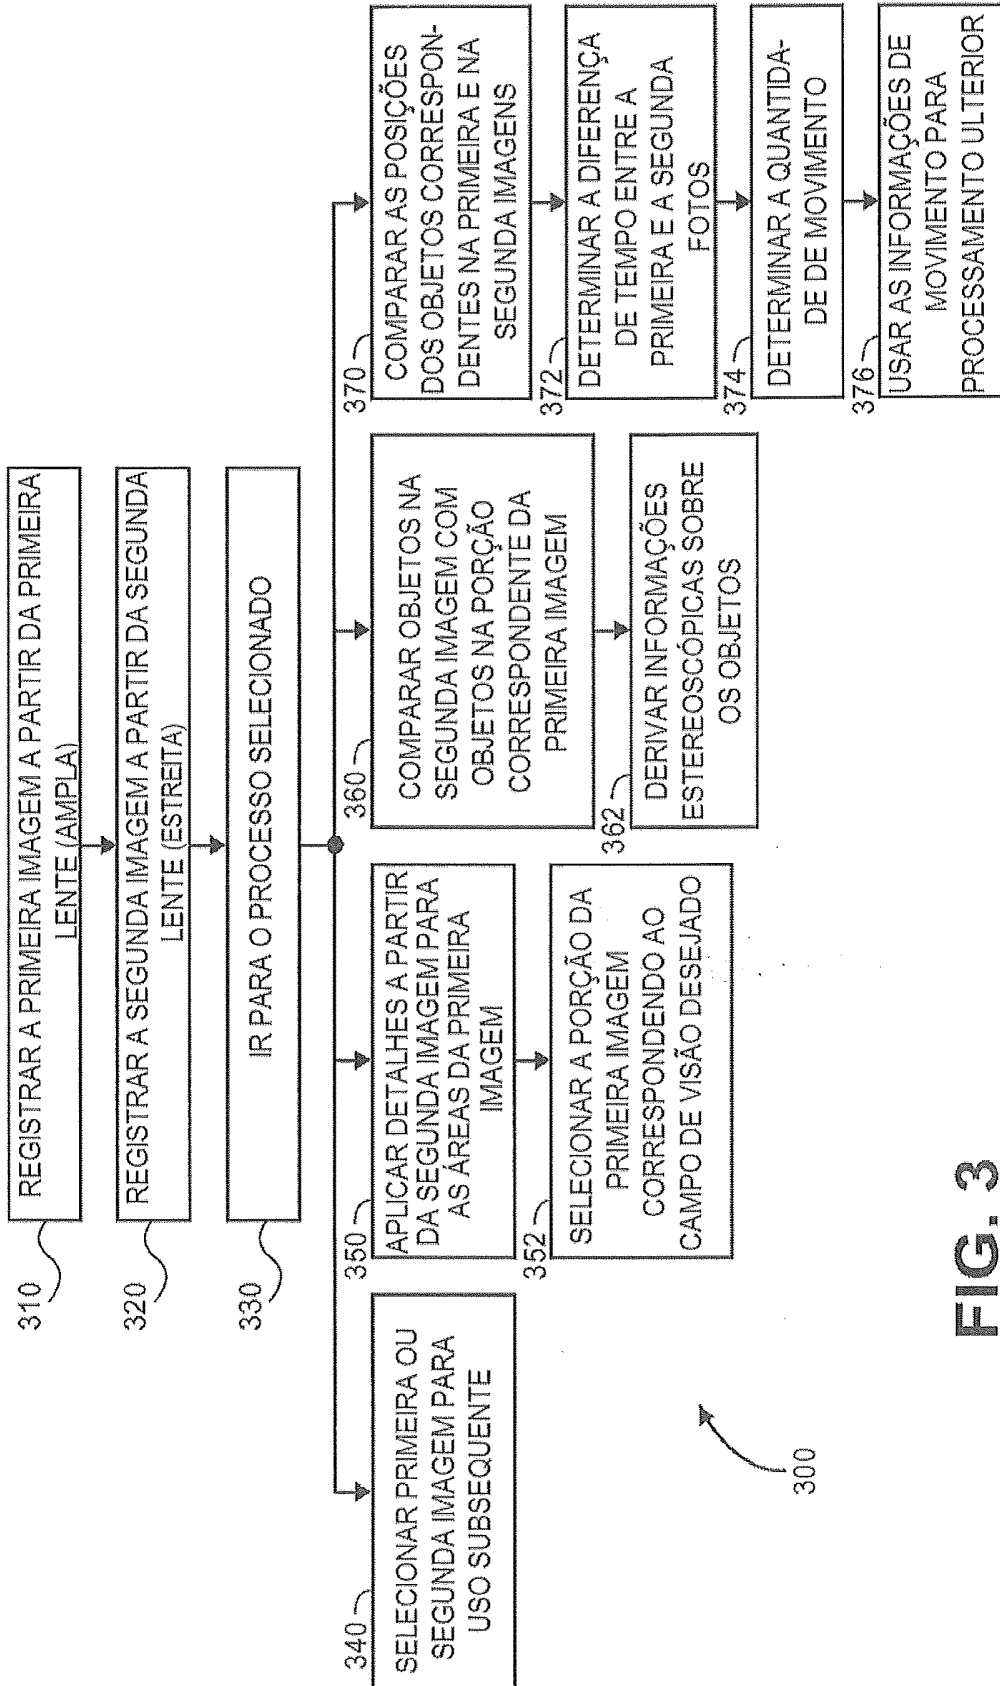 310
REGISTRAR A PRIMEIRA IMAGEM A PARTIR DA PRIMEIRA
LENTE (AMPLA)
320
REGISTRAR A SEGUNDA IMAGEM A PARTIR DA SEGUNDA
LENTE (ESTREITA)
330
IR PARA O PROCESSO SELECIONADO
340
SELECIONAR PRIMEIRA OU
SEGUNDA IMAGEM PARA
USO SUBSEQUENTE
350
APLICAR DETALHES A PARTIR
DA SEGUNDA IMAGEM PARA
AS ÁREAS DA PRIMEIRA
IMAGEM
352
SELECIONAR A PORÇÃO DA
PRIMEIRA IMAGEM
CORRESPONDENDO AO
CAMPO DE VISÃO DESEJADO
360
COMPARAR OBJETOS NA
SEGUNDA IMAGEM COM
OBJETOS NA PORÇÃO
CORRESPONDENTE DA
PRIMEIRA IMAGEM
362
DERIVAR INFORMAÇÕES
ESTEREOSCÓPICAS SOBRE
OS OBJETOS
370
COMPARAR AS POSIÇÕES
DOS OBJETOS CORRESPON-
DENTES NA PRIMEIRA E NA
SEGUNDA IMAGENS
372
DETERMINAR A DIFERENÇA
DE TEMPO ENTRE A
PRIMEIRA E A SEGUNDA
FOTOS
374
DETERMINAR A QUANTIDA-
DE DE MOVIMENTO
376
USAR AS INFORMAÇÕES DE
MOVIMENTO PARA
PROCESSAMENTO ULTERIOR
300
FIG. 3